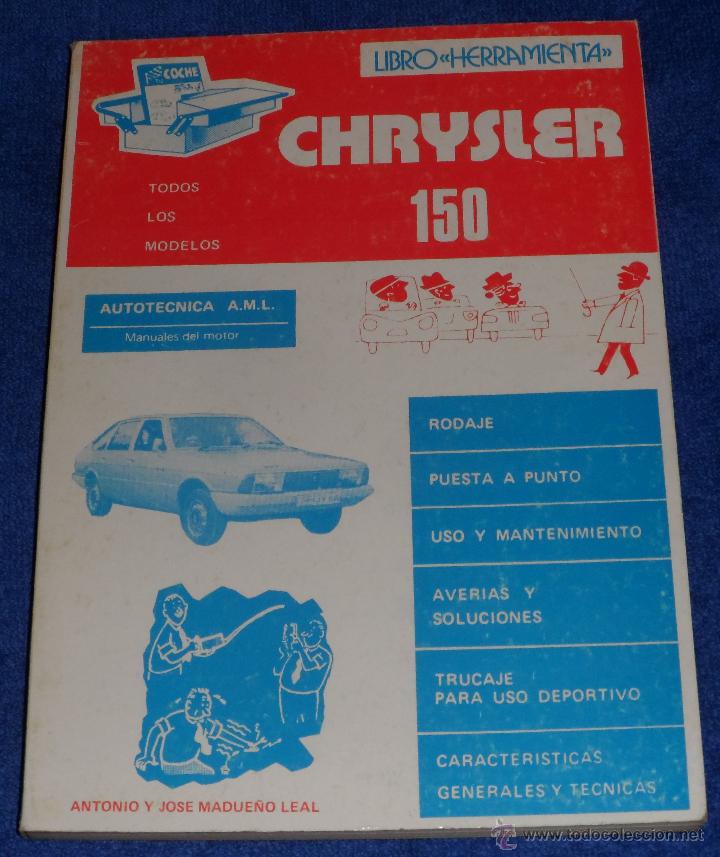 LIBRO «HERRAMIENTA»
COCHE
CHRYSLER
150
TODOS
LOS
MODELOS
AUTOTECNICA A.M.L.
Manuales del motor
RODAJE
PUESTA A PUNTO
USO Y MANTENIMIENTO
AVERIAS Y
SOLUCIONES
TRUCAJE
PARA USO DEPORTIVO
CARACTERISTICAS
GENERALES Y TECNICAS
ANTONIO Y JOSE MADUEÑO LEAL
www.todocoleccion.net